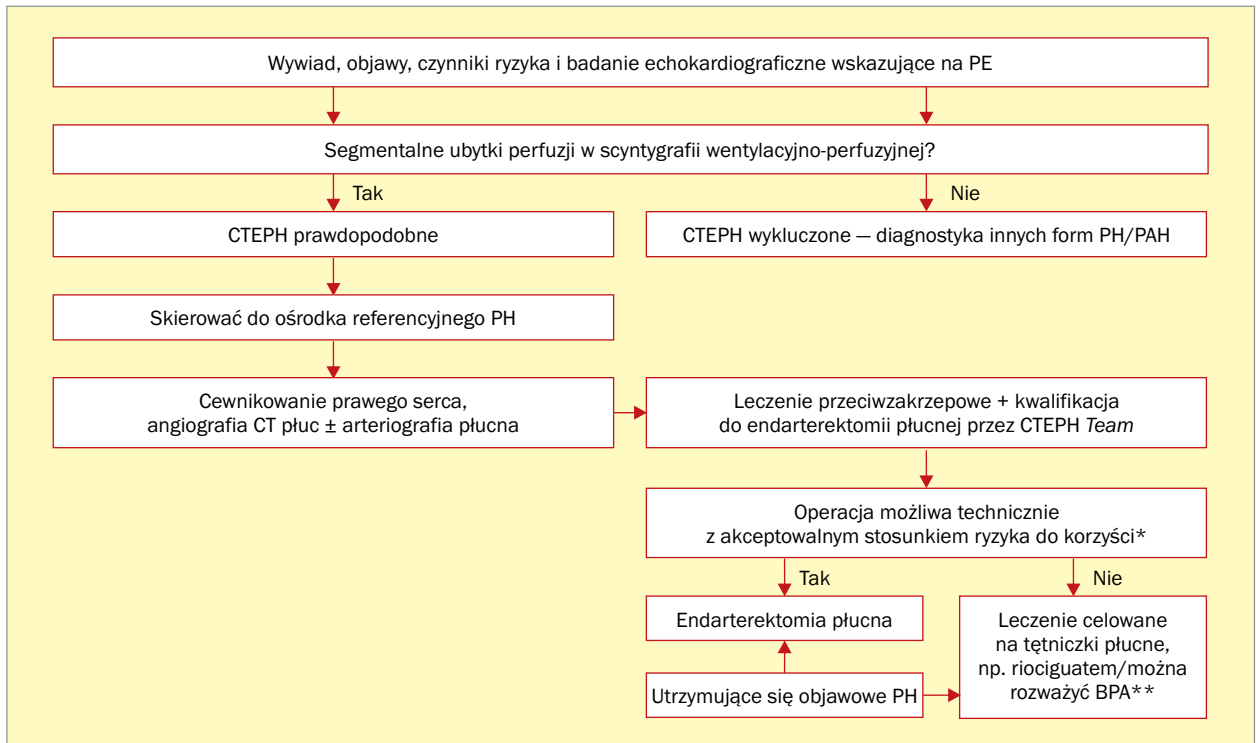 Wywiad, objawy, czynniki ryzyka i badanie echokardiograficzne wskazujące na PE
Segmentalne ubytki perfuzji w scyntygrafii wentylacyjno-perfuzyjnej?
Tak
Nie
CTEPH prawdopodobne
CTEPH wykluczone — diagnostyka innych form PH/PAH
Skierować do ośrodka referencyjnego PH
Cewnikowanie prawego serca,
angiografia CT płuc ± arteriografia płucna
Leczenie przeciwzakrzepowe + kwalifikacja
do endarterektomii płucnej przez CTEPH Team
Operacja możliwa technicznie
z akceptowalnym stosunkiem ryzyka do korzyści*
Tak
Nie
Endarterektomia płucna
Leczenie celowane
na tętniczki płucne,
np. riociguatem/można
rozważyć BPA**
Utrzymujące się objawowe PH